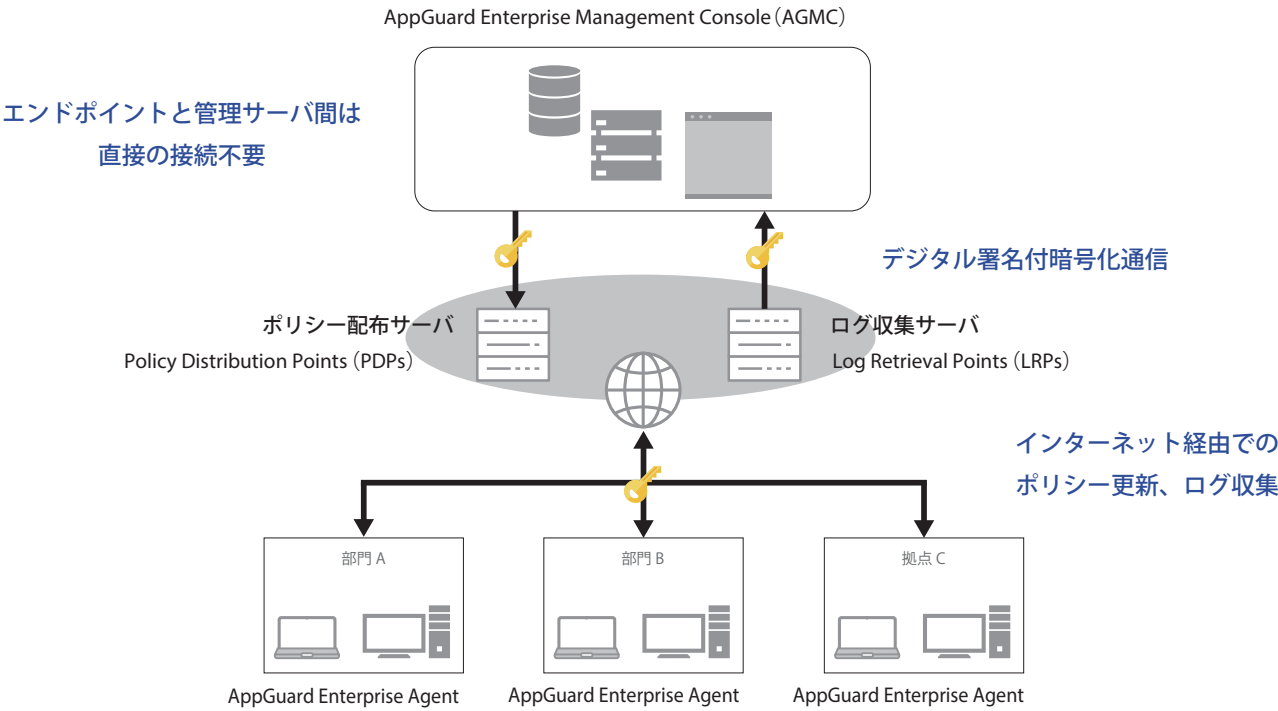 AppGuard Enterprise Management Console（AGMC）
エンドポイントと管理サーバ間は
直接の接続不要
デジタル署名付暗号化通信
ポリシー配布サーバ
Policy Distribution Points（PDPs）
ログ収集サーバ
Log Retrieval Points（LRPs）
インターネット経由での
ポリシー更新、ログ収集
部門 A
部門 B
拠点 C
AppGuard Enterprise Agent
AppGuard Enterprise Agent
AppGuard Enterprise Agent